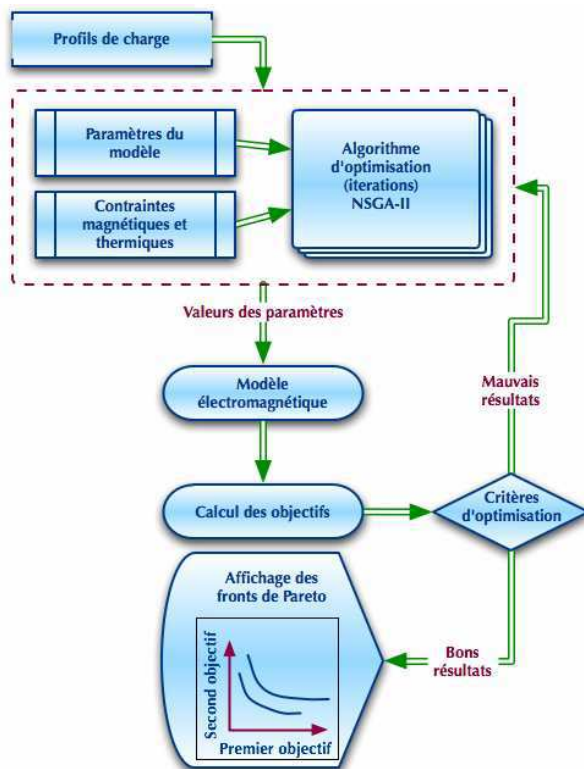 Profils de charge
Paramètres du
modèle
Contraintes
magnétiques et
thermiques
Algorithme
d'optimisation
(iterations)
NSGA-II
Valeurs des paramètres
Modèle
électromagnétique
Mauvais
résultats
Calcul des objectifs
Critères
d'optimisation
Affichage des
fronts de Pareto
Second objectif
Premier objectif
Bons
résultats